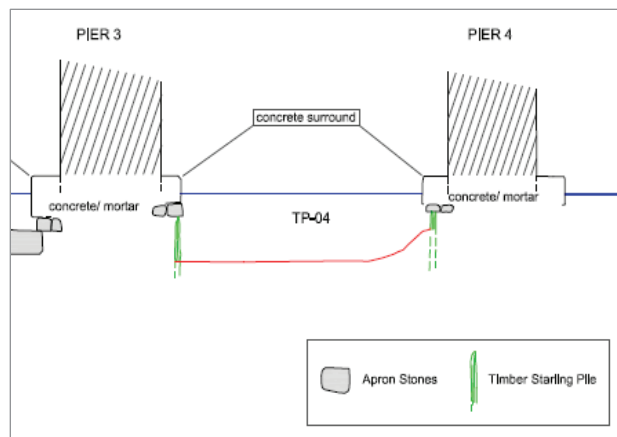 PIER 3
PIER 4
concrete surround
concrete/ mortar
concrete/ mortar
TP-04
Apron Stones
Timber Starling Pile